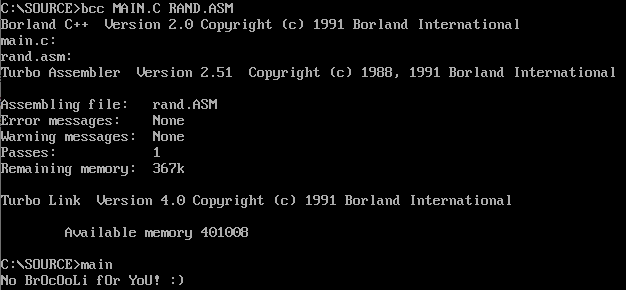 C:\SOURCE>bcc MAIN.C RAND.ASM
Borland C++  Version 2.0 Copyright (c) 1991 Borland International
main.c:
rand.asm:
Turbo Assembler  Version 2.51  Copyright (c) 1988, 1991 Borland International
Assembling file:   rand.ASM
Error messages:    None
Warning messages:  None
Passes:            1
Remaining memory:  367k
Turbo Link  Version 4.0 Copyright (c) 1991 Borland International
        Available memory 401008
C:\SOURCE>main
No BrOcOoLi fOr YoU! :)